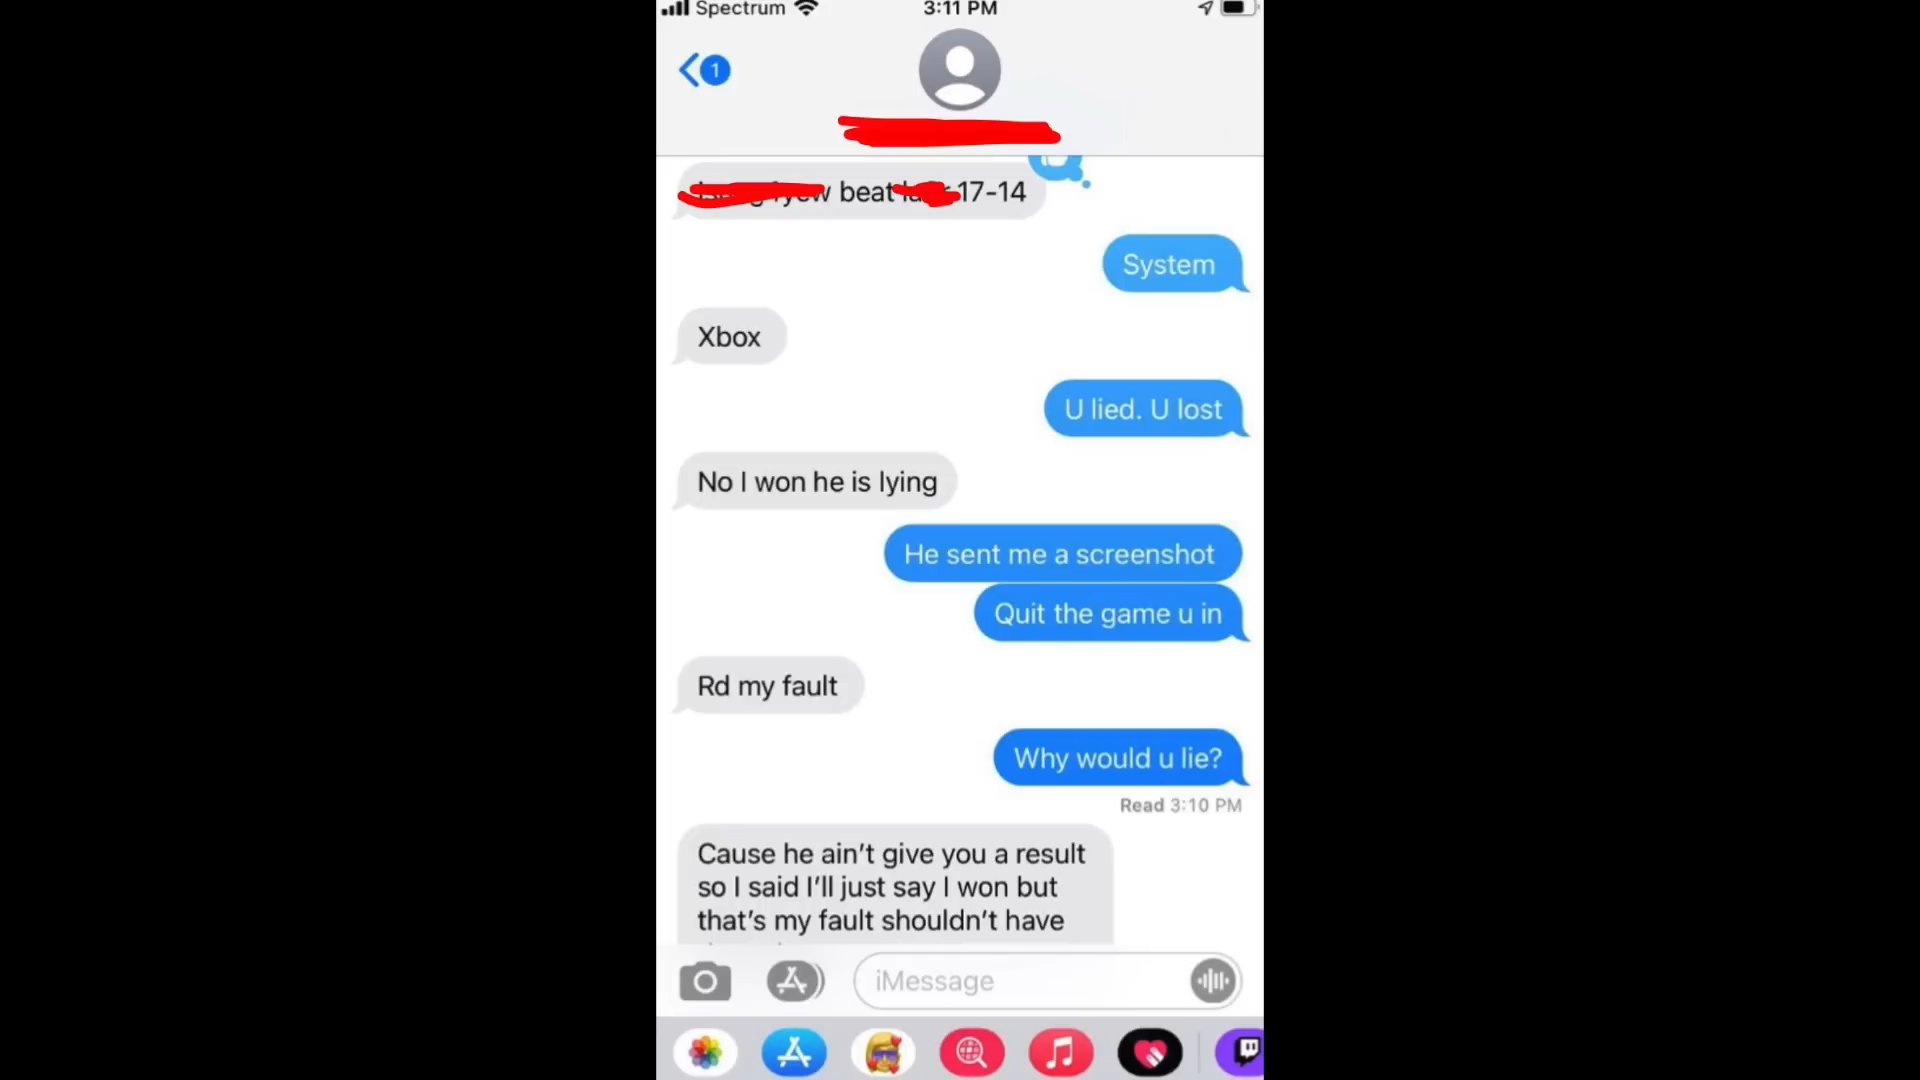 Spectrum
3:11 PM
1
beat 17-14
System
Xbox
U lied. U lost
No I won he is lying
He sent me a screenshot
Quit the game u in
Rd my fault
Why would u lie?
Read 3:10 PM
Cause he ain't give you a result
so I said I'll just say I won but
that's my fault shouldn't have
iMessage